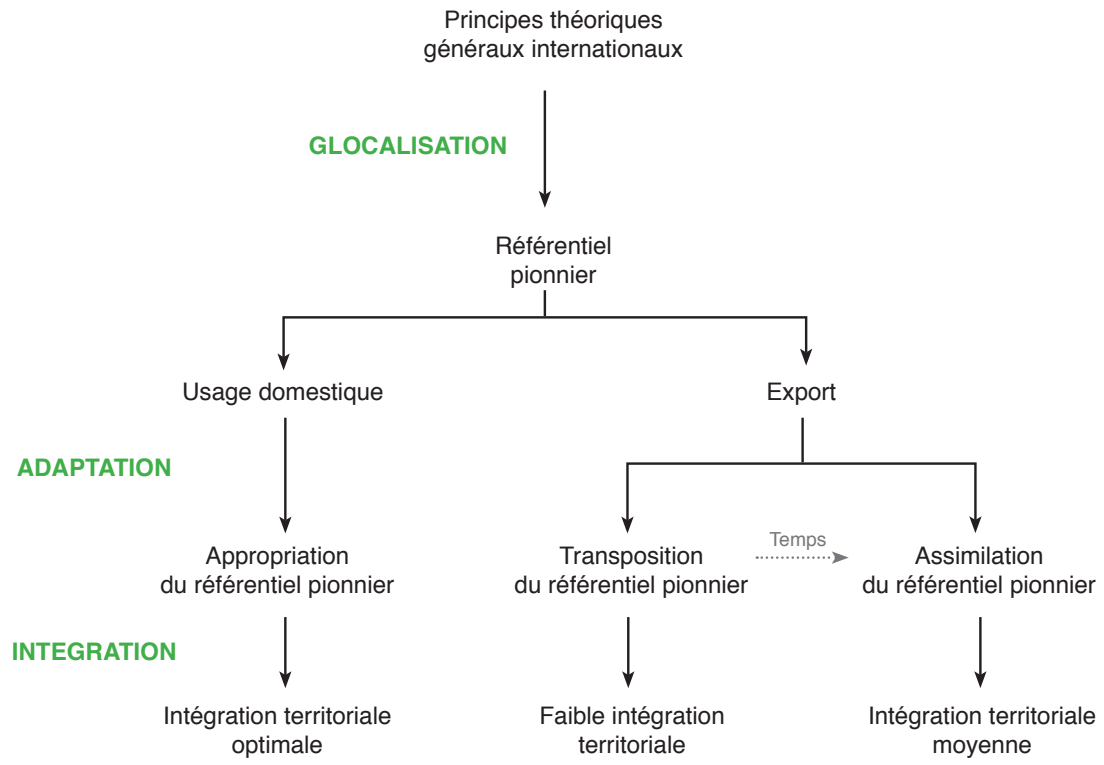 Principes théoriques
généraux internationaux
GLOCALISATION
Référentiel
pionnier
Usage domestique
Export
ADAPTATION
Appropriation
du référentiel pionnier
Transposition
du référentiel pionnier
Temps
Assimilation
du référentiel pionnier
INTEGRATION
Intégration territoriale
optimale
Faible intégration
territoriale
Intégration territoriale
moyenne